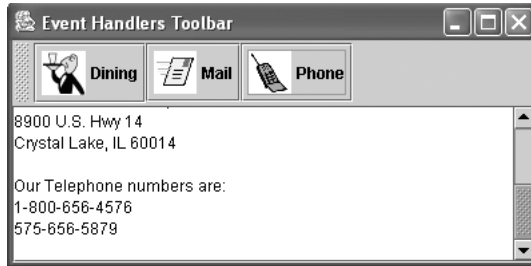 Event Handlers Toolbar
Dining Mail Phone
8900 U.S. Hwy 14
Crystal Lake, IL 60014
Our Telephone numbers are:
1-800-656-4576
575-656-5879